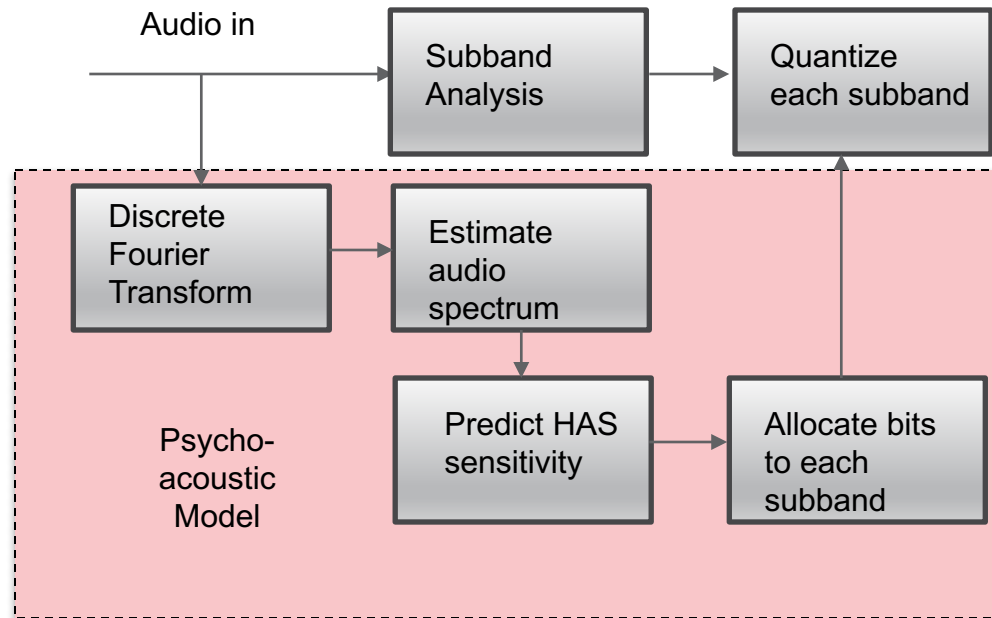 Audio in
Subband
Analysis
Quantize
each subband
Discrete
Fourier
Transform
Estimate
audio
spectrum
Predict HAS
sensitivity
Allocate bits
to each
subband
Psycho-
acoustic
Model